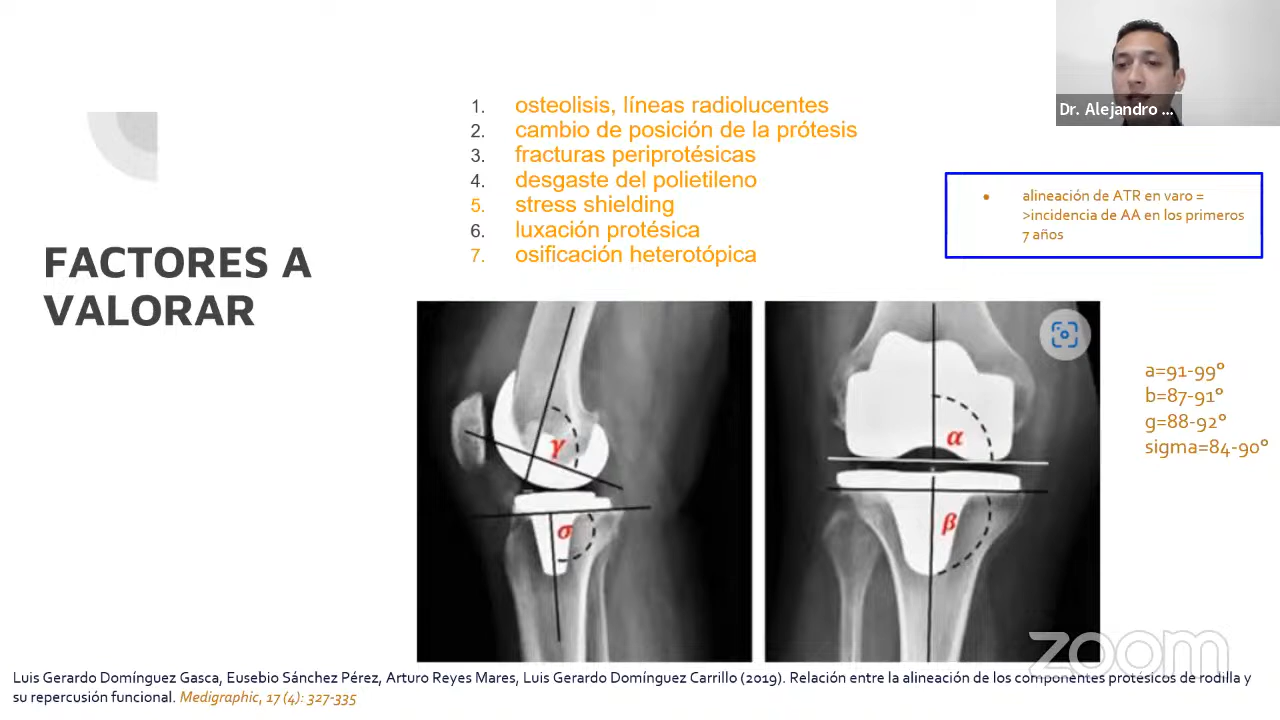 Dr. Alejandro ...
FACTORES A
VALORAR
1. osteolisis, líneas radiolucentes
2. cambio de posición de la prótesis
3. fracturas periprotésicas
4. desgaste del polietileno
5. stress shielding
6. luxación protésica
7. osificación heterotópica
• alineación de ATR en varo =
>incidencia de AA en los primeros
7 años
γ
σ
α
β
a=91-99°
b=87-91°
g=88-92°
sigma=84-90°
zoom
Luis Gerardo Domínguez Gasca, Eusebio Sánchez Pérez, Arturo Reyes Mares, Luis Gerardo Domínguez Carrillo (2019). Relación entre la alineación de los componentes protésicos de rodilla y
su repercusión funcional. Medigraphic, 17 (4): 327-335